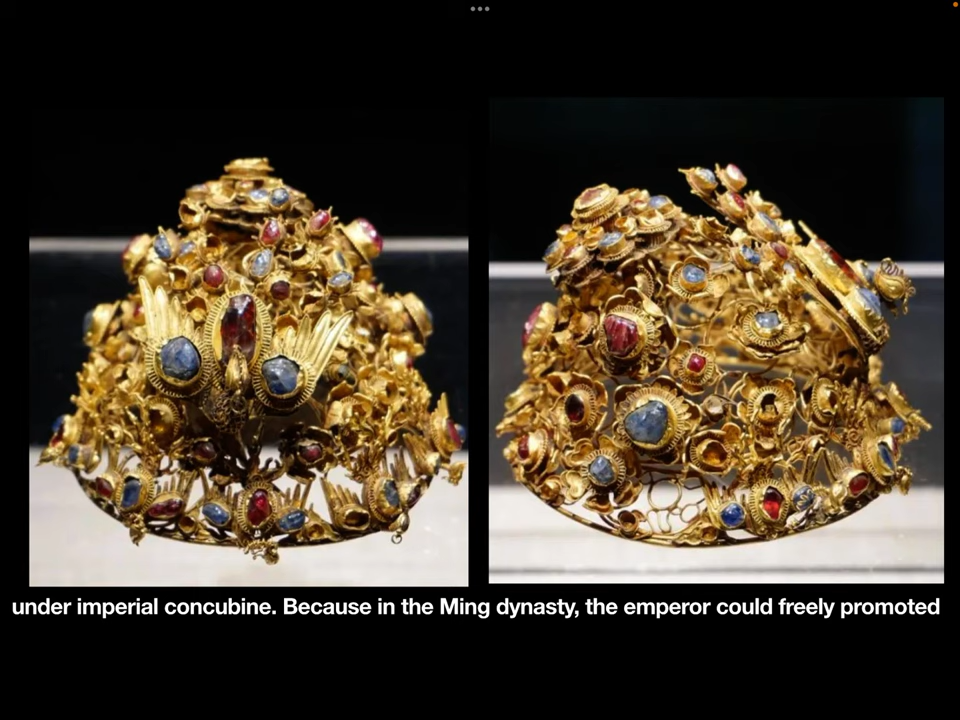 under imperial concubine. Because in the Ming dynasty, the emperor could freely promoted